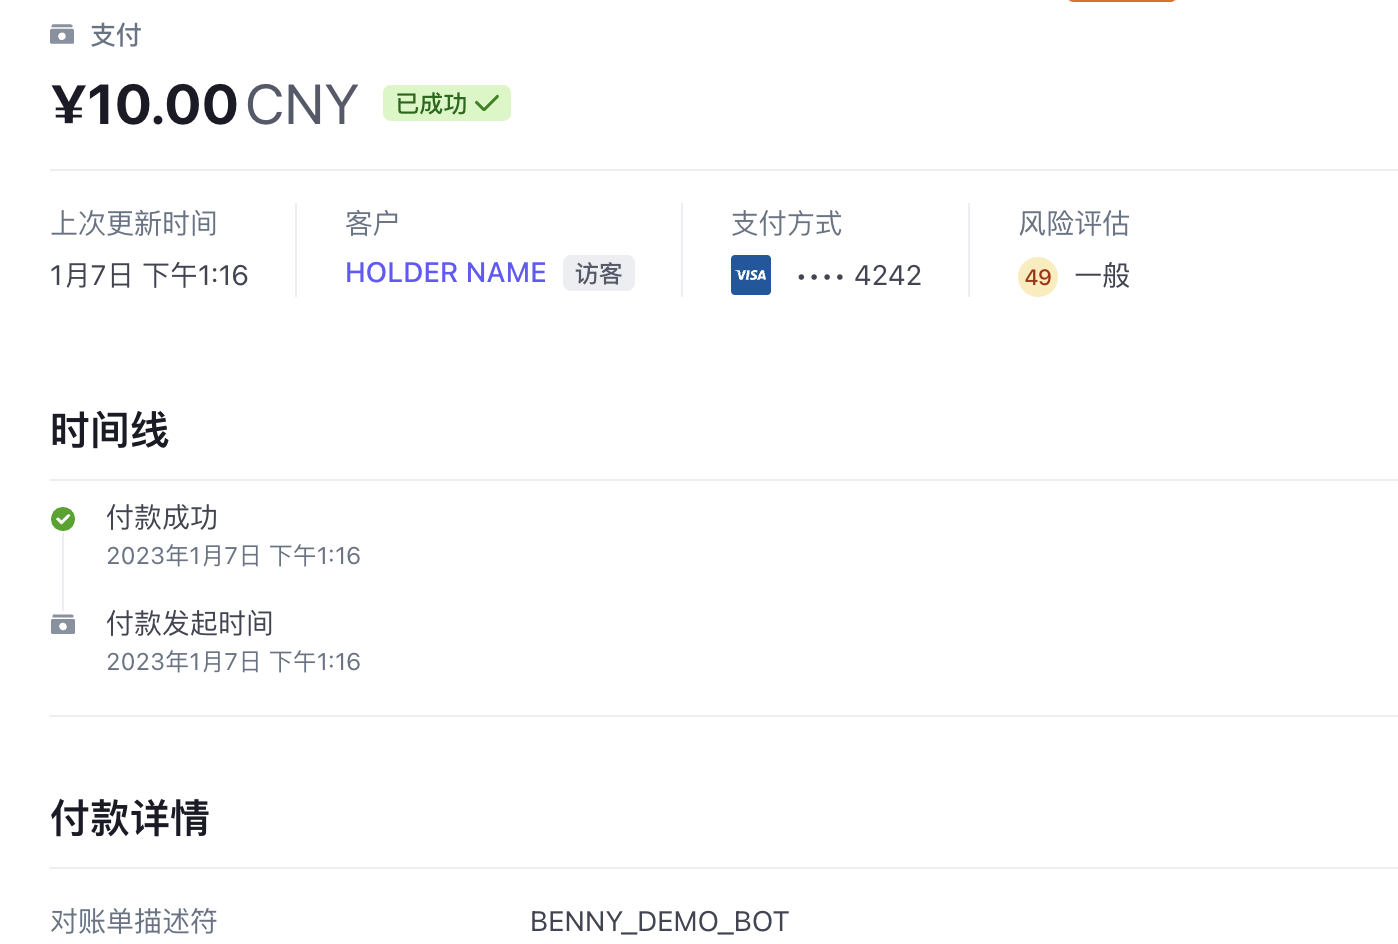 支付
¥10.00 CNY 已成功
上次更新时间
1月7日 下午1:16
客户
HOLDER NAME 访客
支付方式
VISA •••• 4242
风险评估
49 一般
时间线
付款成功
2023年1月7日 下午1:16
付款发起时间
2023年1月7日 下午1:16
付款详情
对账单描述符 BENNY_DEMO_BOT